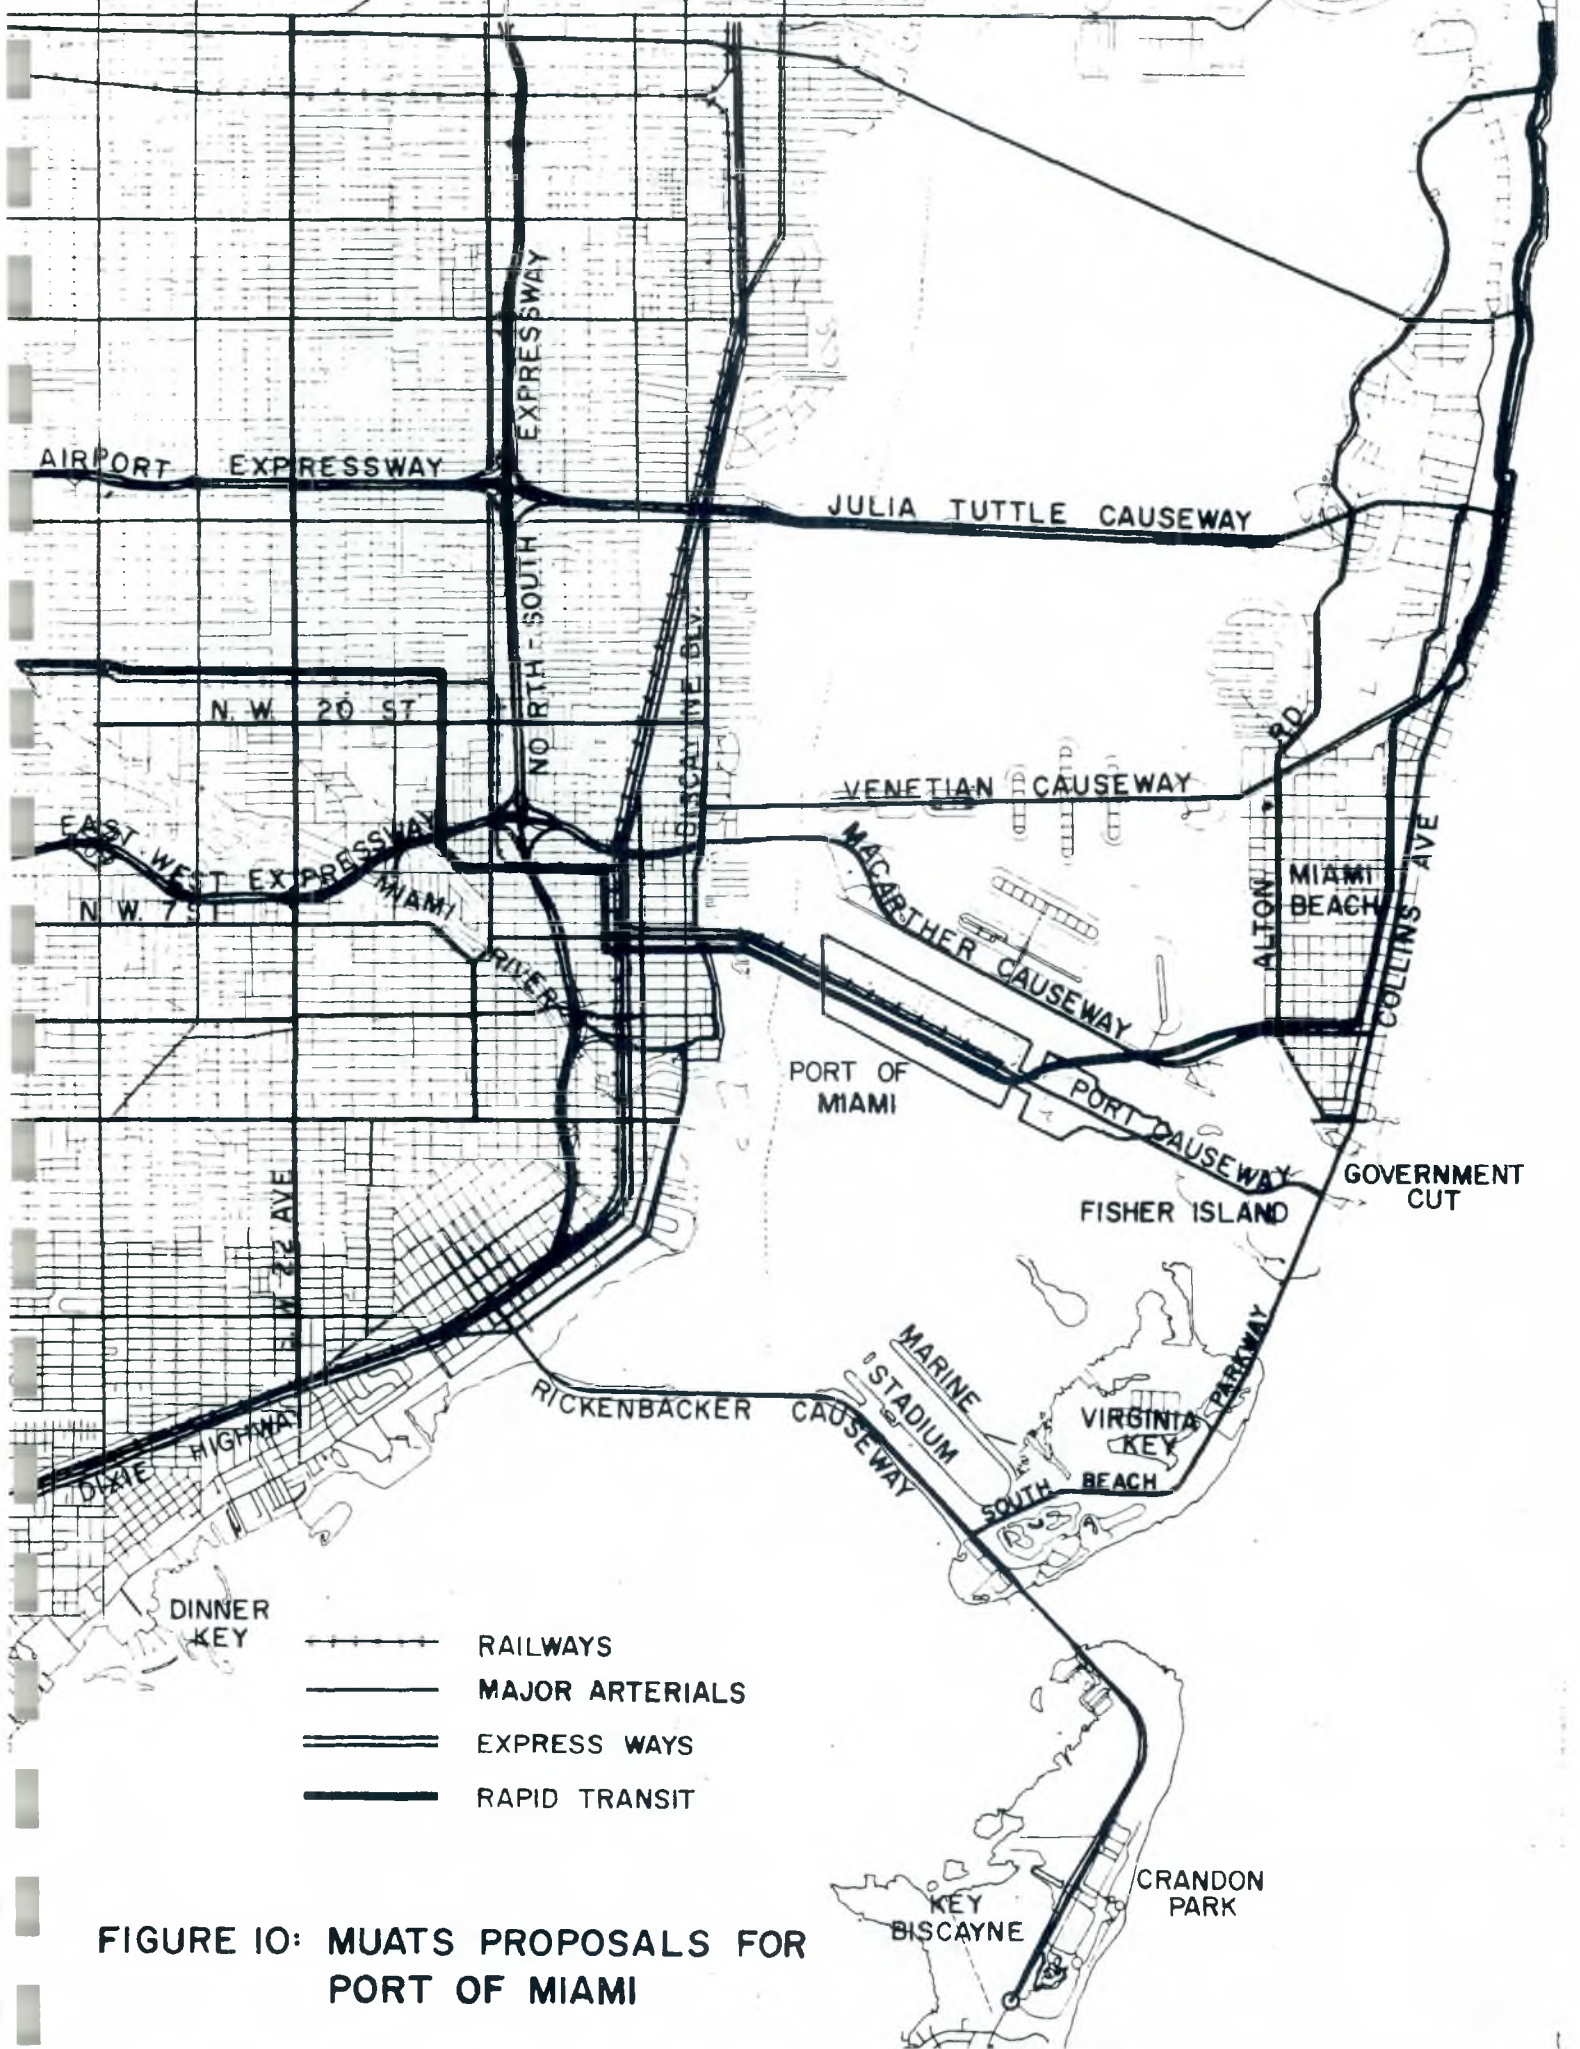 NORTH-SOUTH EXPRESSWAY
AIRPORT EXPRESSWAY
JULIA TUTTLE CAUSEWAY
BISCAYNE BLV.
N. W. 20 ST
ALTON RD
VENETIAN CAUSEWAY
EAST-WEST EXPRESSWAY
MACARTHER CAUSEWAY
MIAMI
BEACH
COLLINS AVE
N. W. 7 ST
MIAMI RIVER
PORT OF
MIAMI
PORT CAUSEWAY
GOVERNMENT
CUT
FISHER ISLAND
22 AVE
MARINE
STADIUM
RICKENBACKER CAUSEWAY
VIRGINIA
KEY
SOUTH BEACH PARKWAY
DIXIE HIGHWAY
DINNER
KEY
RAILWAYS
MAJOR ARTERIALS
EXPRESS WAYS
RAPID TRANSIT
CRANDON
PARK
KEY
BISCAYNE
FIGURE 10: MUATS PROPOSALS FOR
PORT OF MIAMI